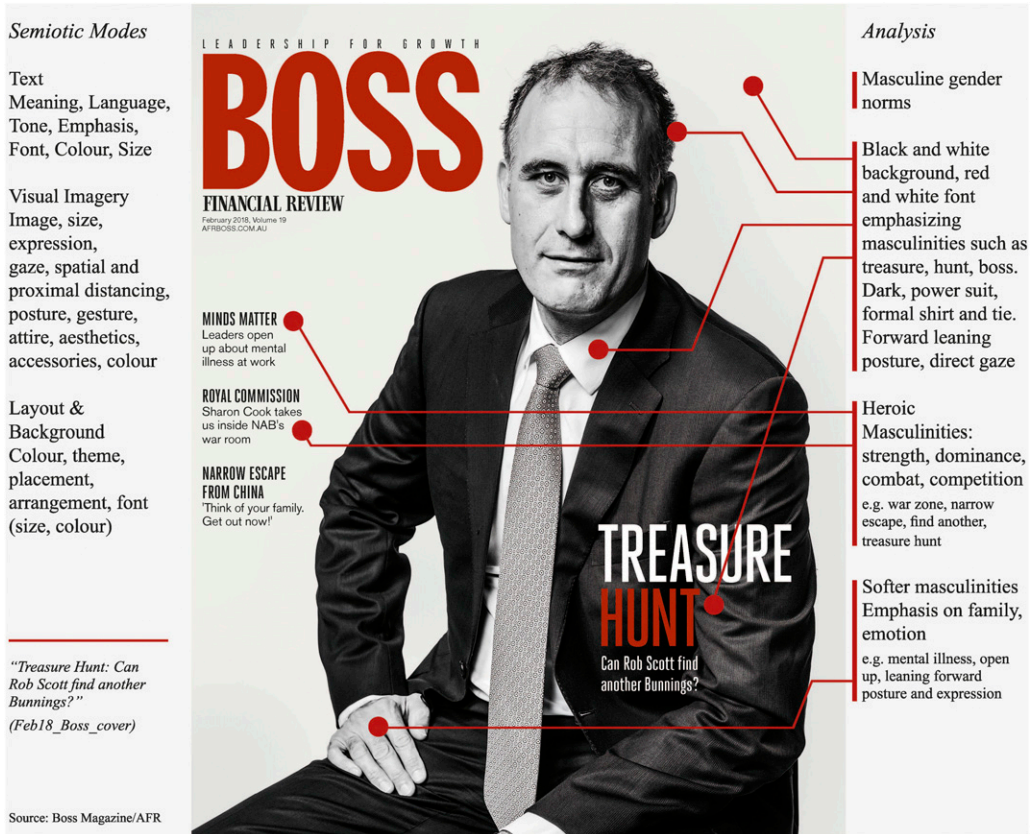 Semiotic Modes
Text
Meaning, Language,
Tone, Emphasis,
Font, Colour, Size
Visual Imagery
Image, size,
expression,
gaze, spatial and
proximal distancing,
posture, gesture,
attire, aesthetics,
accessories, colour
Layout &
Background
Colour, theme,
placement,
arrangement, font
(size, colour)
“Treasure Hunt: Can
Rob Scott find another
Bunnings?”
(Feb18_Boss_cover)
Source: Boss Magazine/AFR
LEADERSHIP FOR GROWTH
BOSS
FINANCIAL REVIEW
February 2018, Volume 19
AFRBOSS.COM.AU
MINDS MATTER
Leaders open
up about mental
illness at work
ROYAL COMMISSION
Sharon Cook takes
us inside NAB's
war room
NARROW ESCAPE
FROM CHINA
'Think of your family.
Get out now!'
TREASURE
HUNT
Can Rob Scott find
another Bunnings?
Analysis
Masculine gender
norms
Black and white
background, red
and white font
emphasizing
masculinities such as
treasure, hunt, boss.
Dark, power suit,
formal shirt and tie.
Forward leaning
posture, direct gaze
Heroic
Masculinities:
strength, dominance,
combat, competition
e.g. war zone, narrow
escape, find another,
treasure hunt
Softer masculinities
Emphasis on family,
emotion
e.g. mental illness, open
up, leaning forward
posture and expression